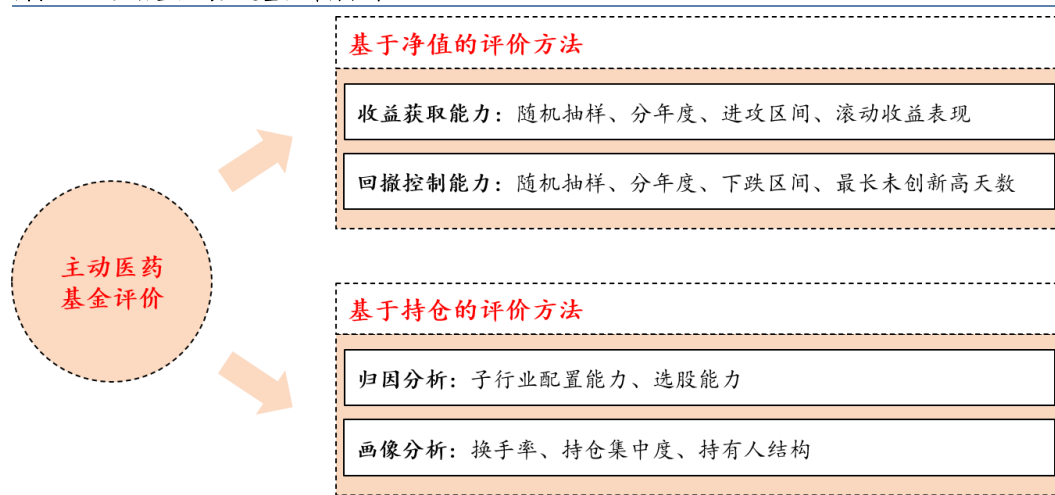 基于净值的评价方法
收益获取能力：随机抽样、分年度、进攻区间、滚动收益表现
回撤控制能力：随机抽样、分年度、下跌区间、最长未创新高天数
主动医药
基金评价
基于持仓的评价方法
归因分析：子行业配置能力、选股能力
画像分析：换手率、持仓集中度、持有人结构